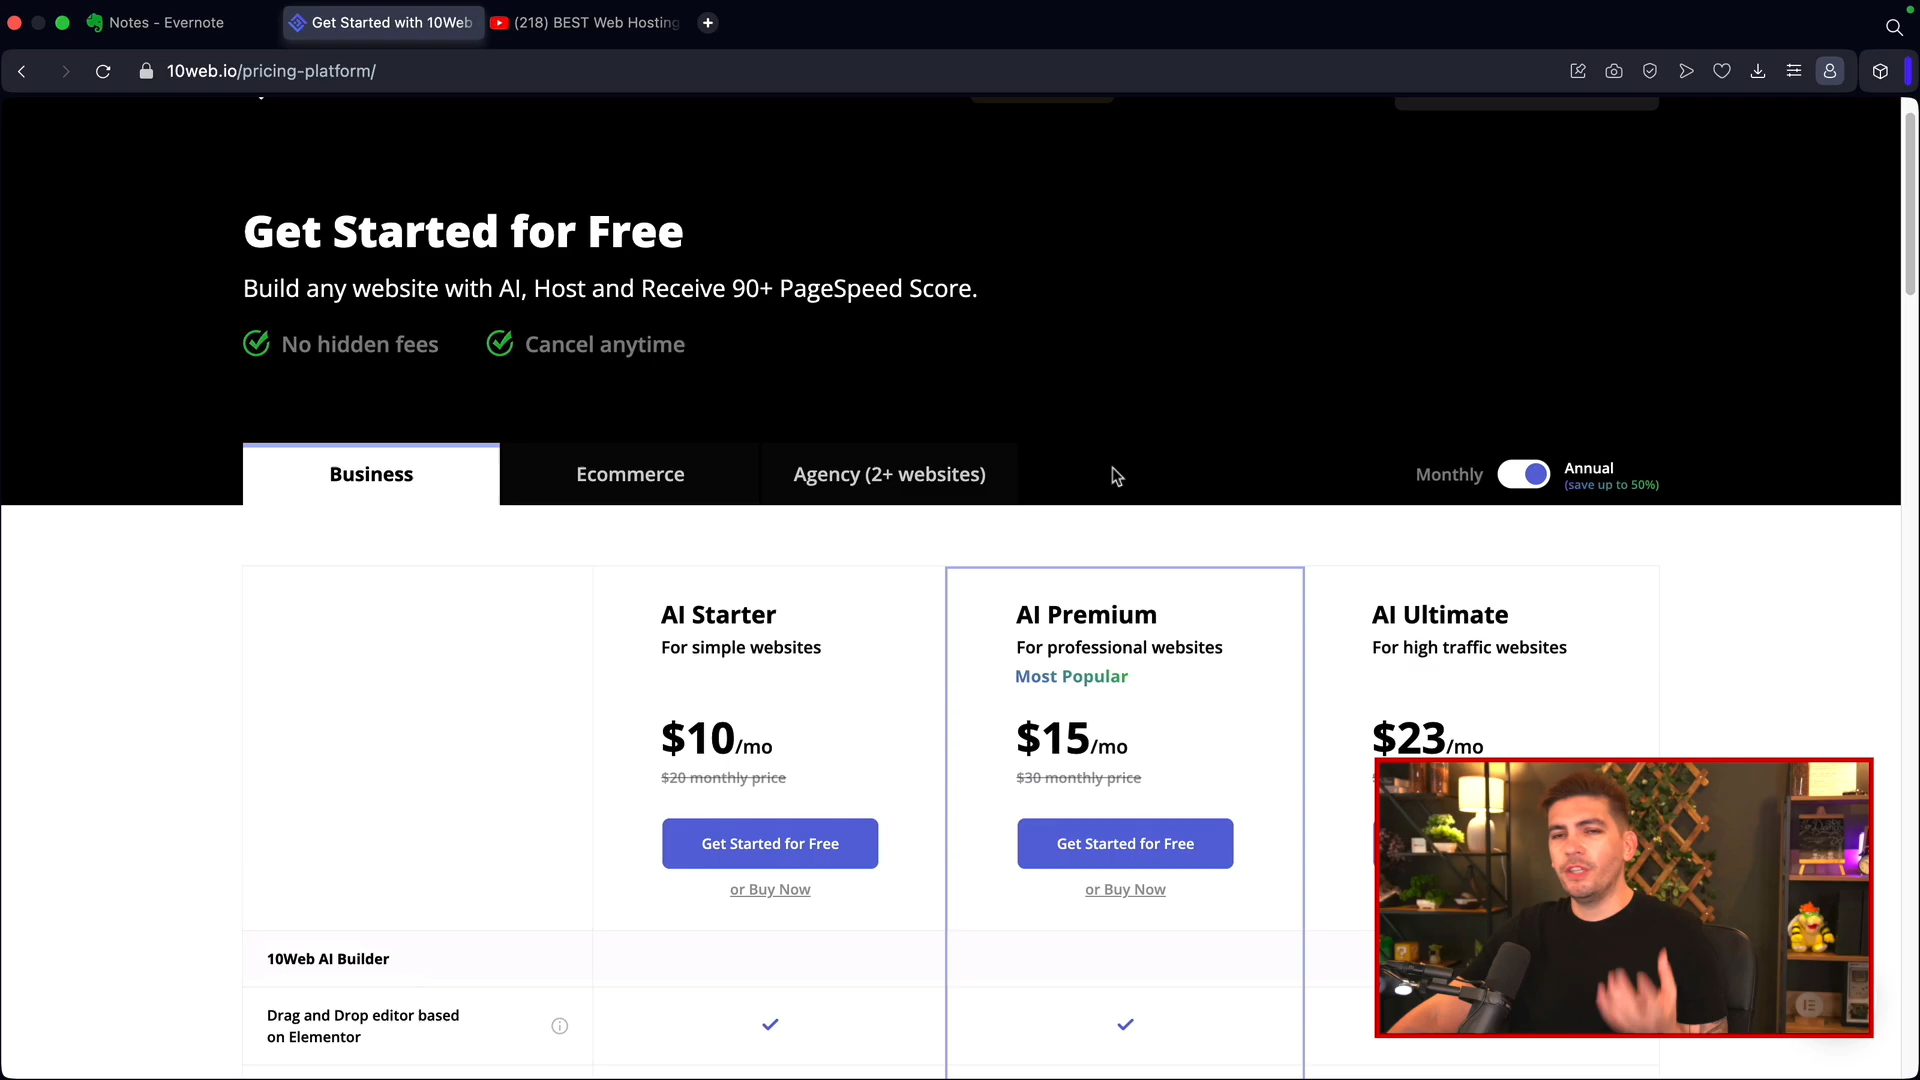 Notes - Evernote
Get Started with 10Web
(218) BEST Web Hosting
10web.io/pricing-platform/
Get Started for Free
Build any website with AI, Host and Receive 90+ PageSpeed Score.
No hidden fees
Cancel anytime
Business
Ecommerce
Agency (2+ websites)
Monthly
Annual
(save up to 50%)
AI Starter
For simple websites
$10/mo
$20 monthly price
Get Started for Free
or Buy Now
AI Premium
For professional websites
Most Popular
$15/mo
$30 monthly price
Get Started for Free
or Buy Now
AI Ultimate
For high traffic websites
$23/mo
10Web AI Builder
Drag and Drop editor based
on Elementor